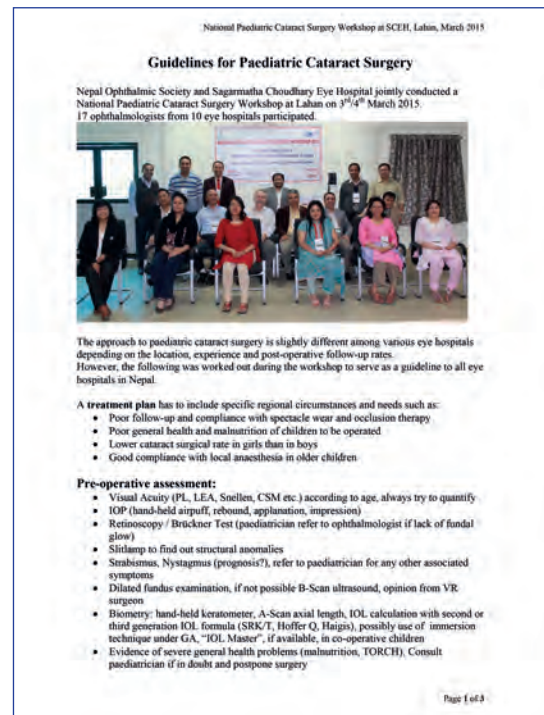 National Paediatric Cataract Surgery Workshop at SCEH, Lahan, March 2015
Guidelines for Paediatric Cataract Surgery
Nepal Ophthalmic Society and Sagarmatha Choudhary Eye Hospital jointly conducted a
National Paediatric Cataract Surgery Workshop at Lahan on 3rd/4th March 2015.
17 ophthalmologists from 10 eye hospitals participated.
The approach to paediatric cataract surgery is slightly different among various eye hospitals
depending on the location, experience and post-operative follow-up rates.
However, the following was worked out during the workshop to serve as a guideline to all eye
hospitals in Nepal.
A treatment plan has to include specific regional circumstances and needs such as:
• Poor follow-up and compliance with spectacle wear and occlusion therapy
• Poor general health and malnutrition of children to be operated
• Lower cataract surgical rate in girls than in boys
• Good compliance with local anaesthesia in older children
Pre-operative assessment:
• Visual Acuity (PL, LEA, Snellen, CSM etc.) according to age, always try to quantify
• IOP (hand-held airpuff, rebound, applanation, impression)
• Retinoscopy / Brückner Test (paediatrician refer to ophthalmologist if lack of fundal
glow)
• Slitlamp to find out structural anomalies
• Strabismus, Nystagmus (prognosis?), refer to paediatrician for any other associated
symptoms
• Dilated fundus examination, if not possible B-Scan ultrasound, opinion from VR
surgeon
• Biometry: hand-held keratometer, A-Scan axial length, IOL calculation with second or
third generation IOL formula (SRK/T, Hoffer Q, Haigis), possibly use of immersion
technique under GA, "IOL Master", if available, in co-operative children
• Evidence of severe general health problems (malnutrition, TORCH). Consult
paediatrician if in doubt and postpone surgery
Page 1 of 3